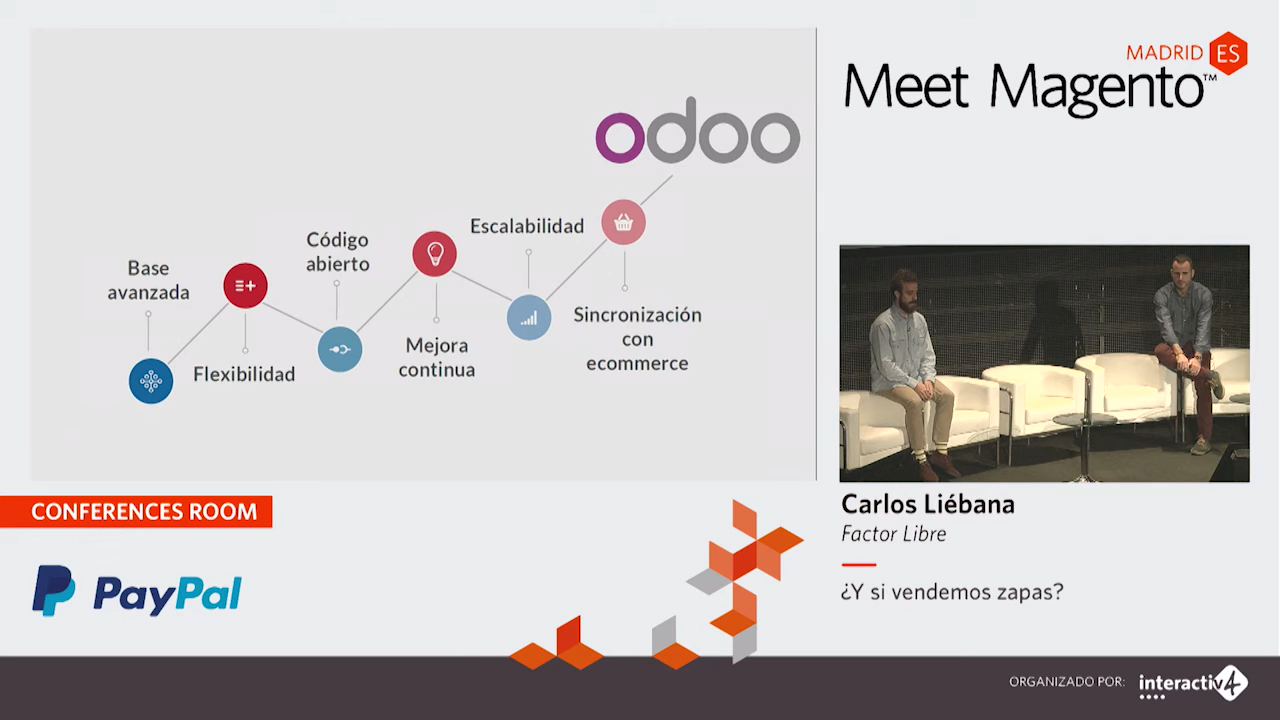 odoo
Escalabilidad
Código
abierto
Base
avanzada
Sincronización
con
ecommerce
Mejora
continua
Flexibilidad
MADRID ES
Meet Magento™
CONFERENCES ROOM
PayPal
Carlos Liébana
Factor Libre
¿Y si vendemos zapas?
ORGANIZADO POR: interactiv4